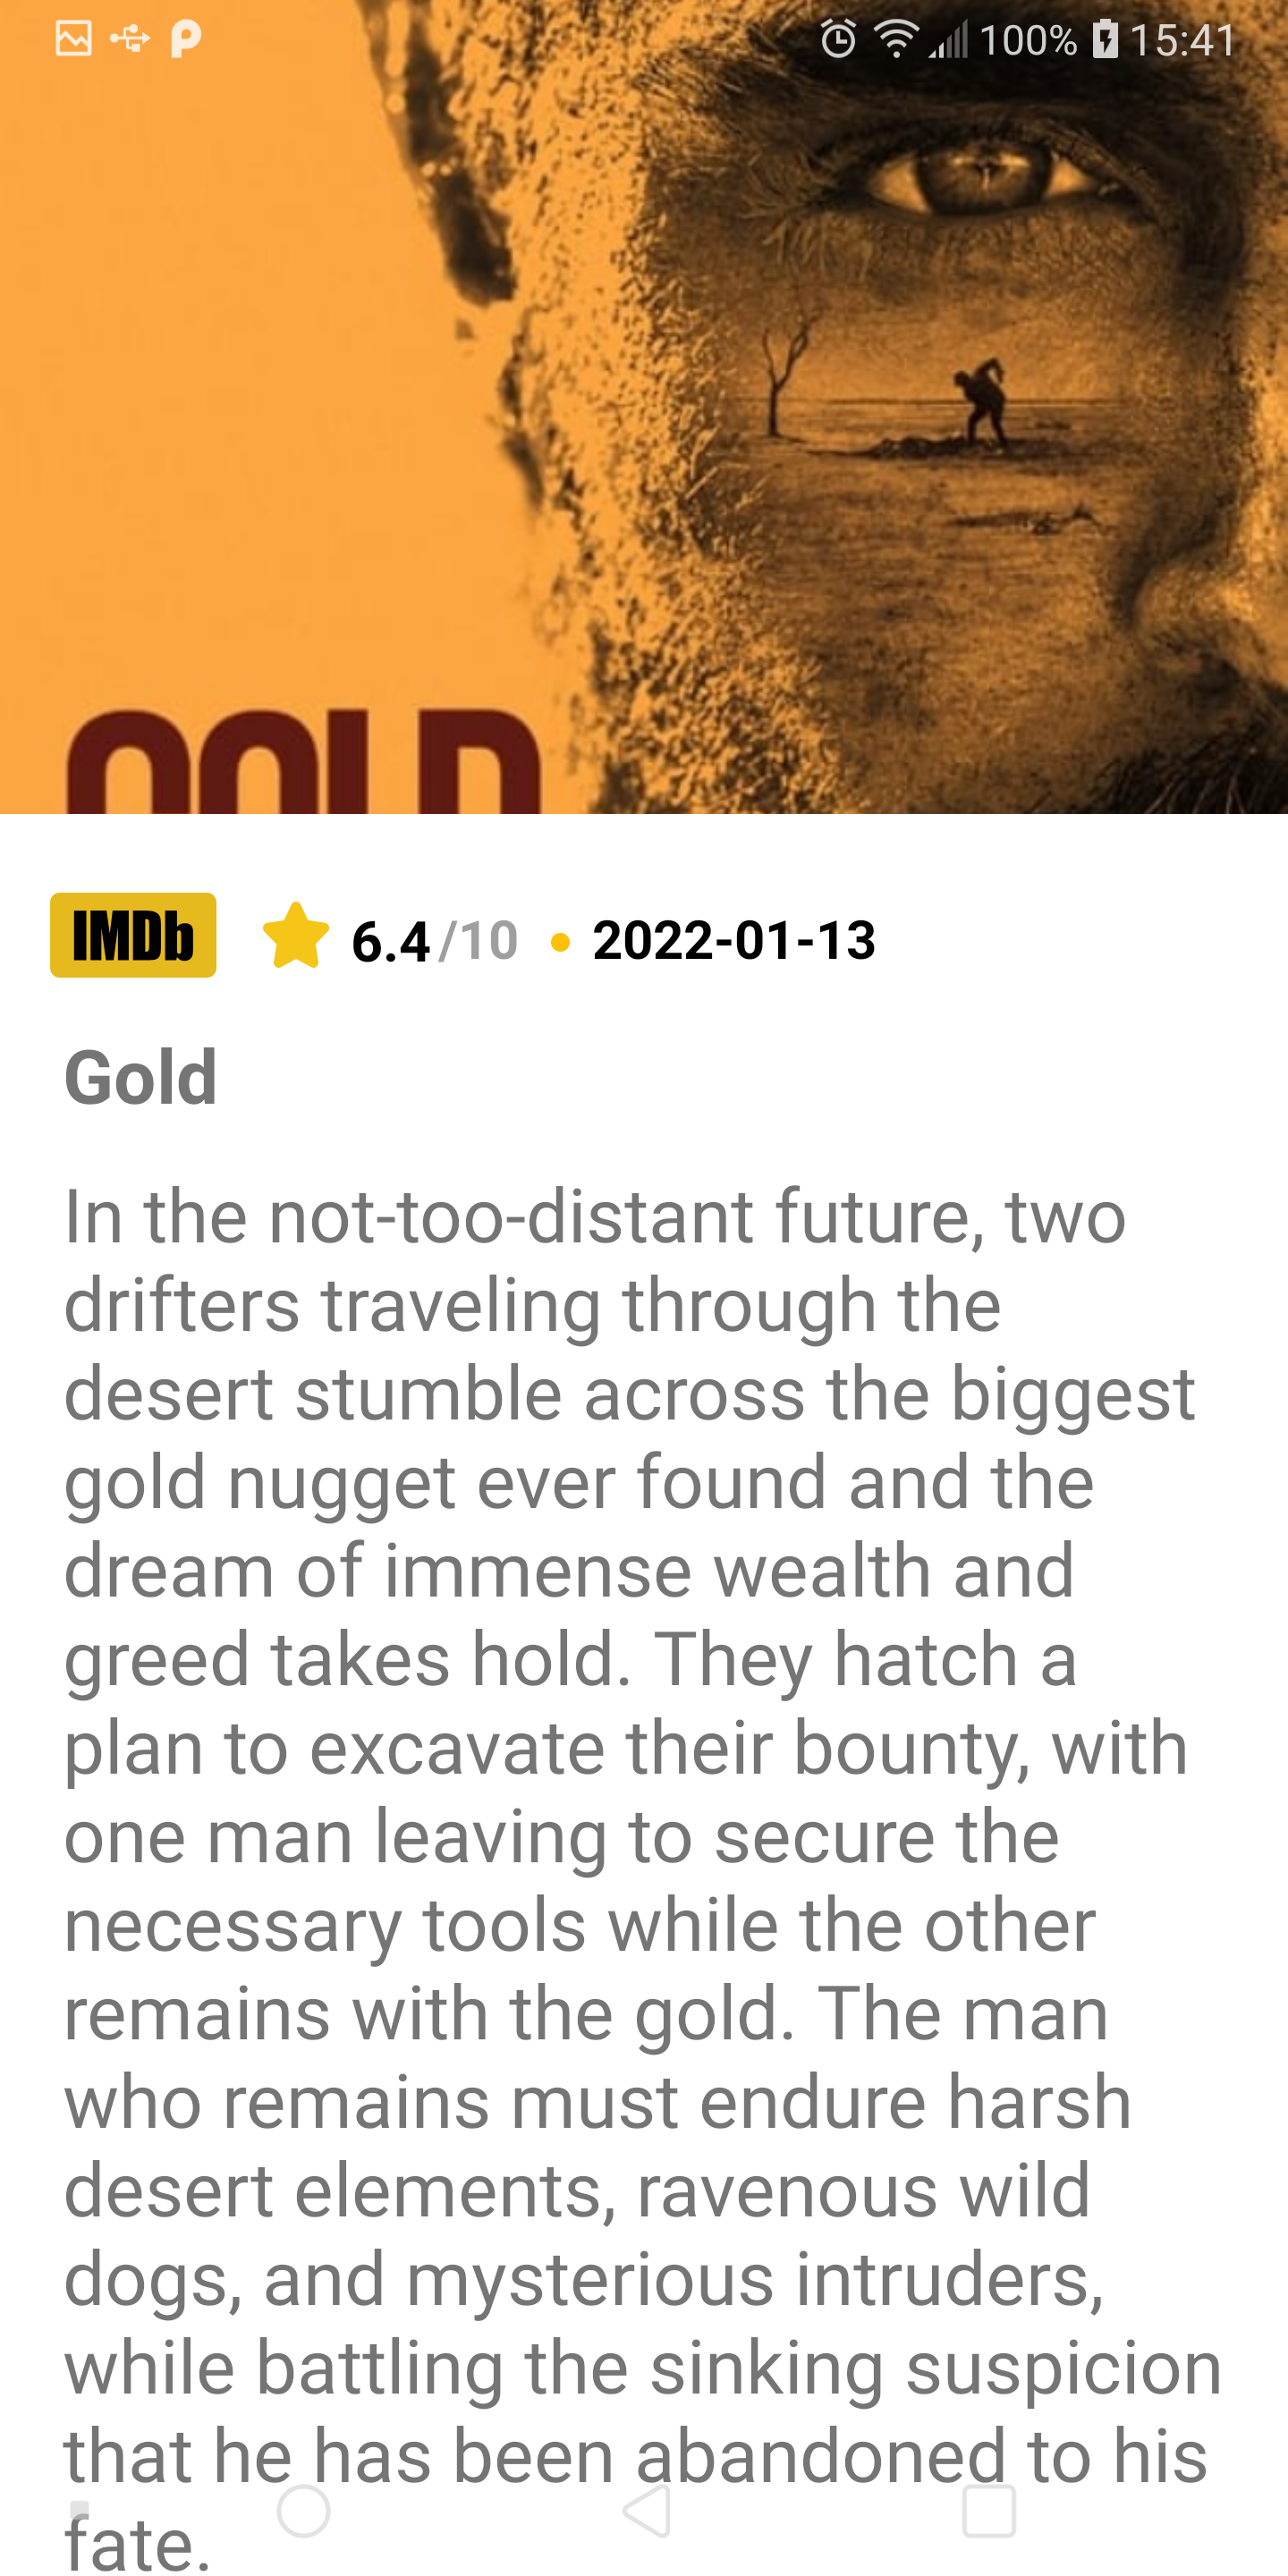 100% 15:41
GOLD
IMDb 6.4/10 • 2022-01-13
Gold
In the not-too-distant future, two
drifters traveling through the
desert stumble across the biggest
gold nugget ever found and the
dream of immense wealth and
greed takes hold. They hatch a
plan to excavate their bounty, with
one man leaving to secure the
necessary tools while the other
remains with the gold. The man
who remains must endure harsh
desert elements, ravenous wild
dogs, and mysterious intruders,
while battling the sinking suspicion
that he has been abandoned to his
fate.